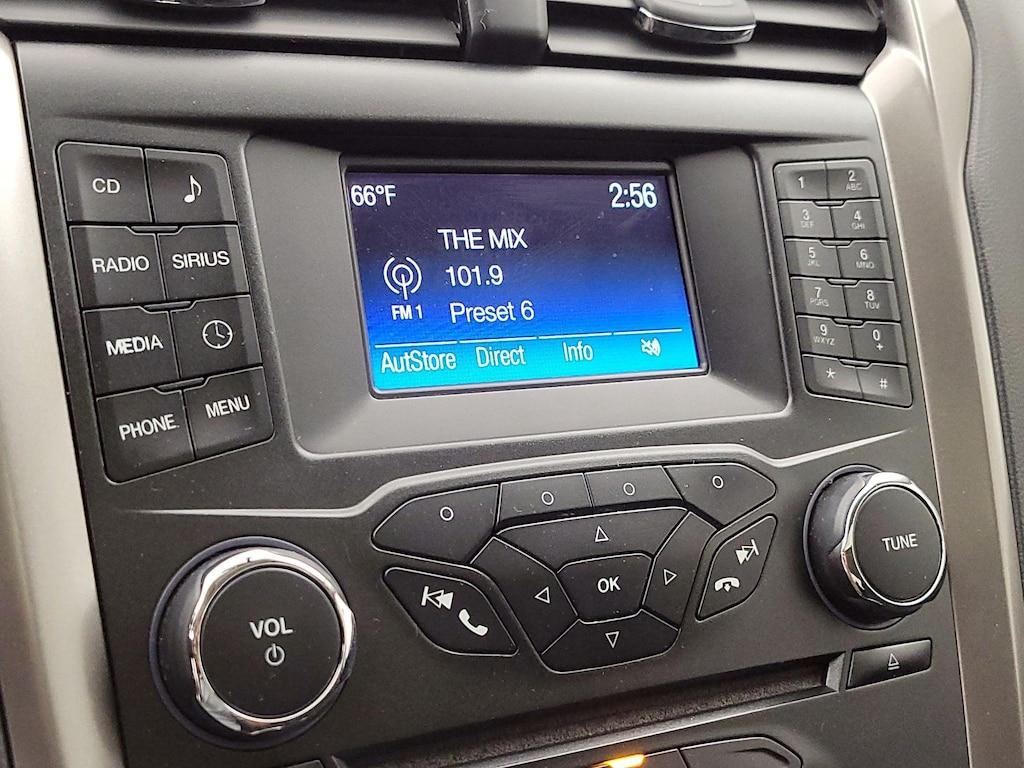 CD
RADIO SIRIUS
MEDIA
PHONE MENU
66°F 2:56
THE MIX
101.9
FM 1 Preset 6
AutStore Direct Info
1 2 ABC
3 DEF 4 GHI
5 JKL 6 MNO
7 PQRS 8 TUV
9 WXYZ 0 +
* #
OK
VOL
TUNE